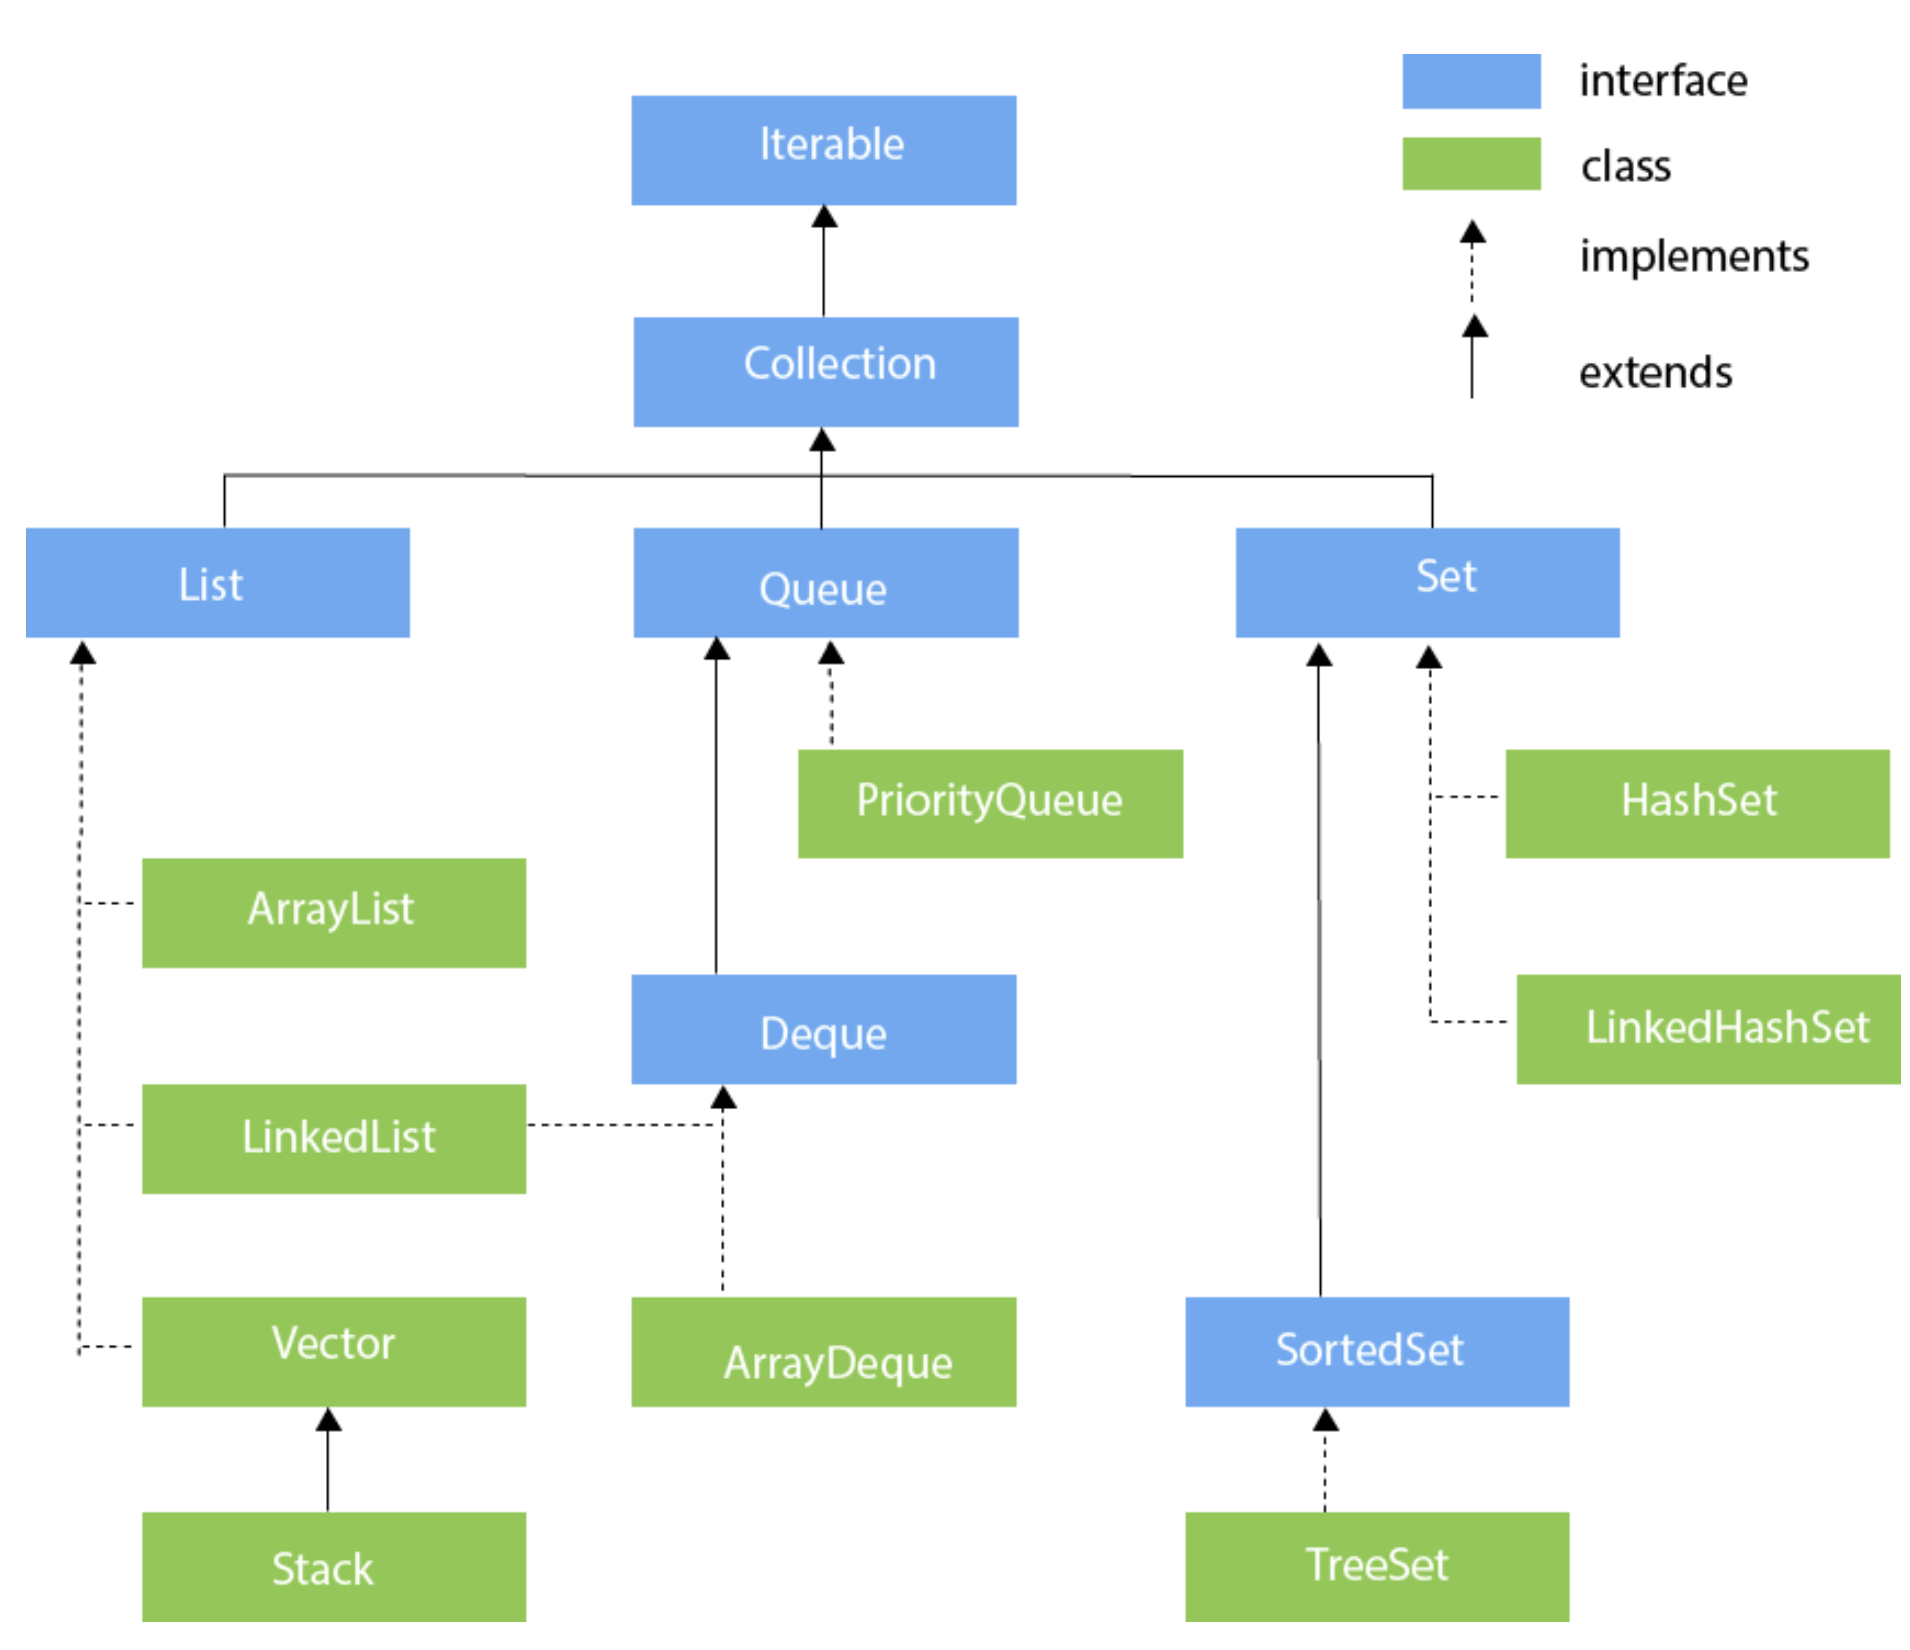 interface
Iterable
class
implements
Collection
extends
List
Queue
Set
PriorityQueue
HashSet
ArrayList
Deque
LinkedHashSet
LinkedList
Vector
ArrayDeque
SortedSet
Stack
TreeSet